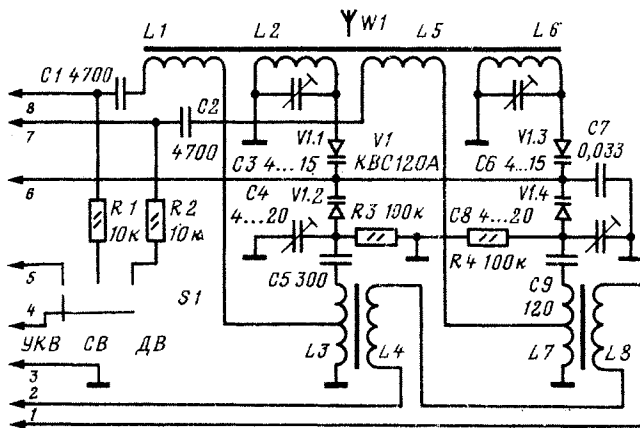 L1 L2 W1 L5 L6
C1 4700
8
7
C2
4700
V1.1 V1 V1.3 C7
C3 4...15 КВС120А C6 4...15 0,033
6
C4 V1.2 V1.4
R1 R2 4...20 R3 100к C8 4...20
10к 10к
R4 100к
5
C5 300 C9
120
4 S1
УКВ СВ ДВ L3 L4 L7 L8
3
2
1